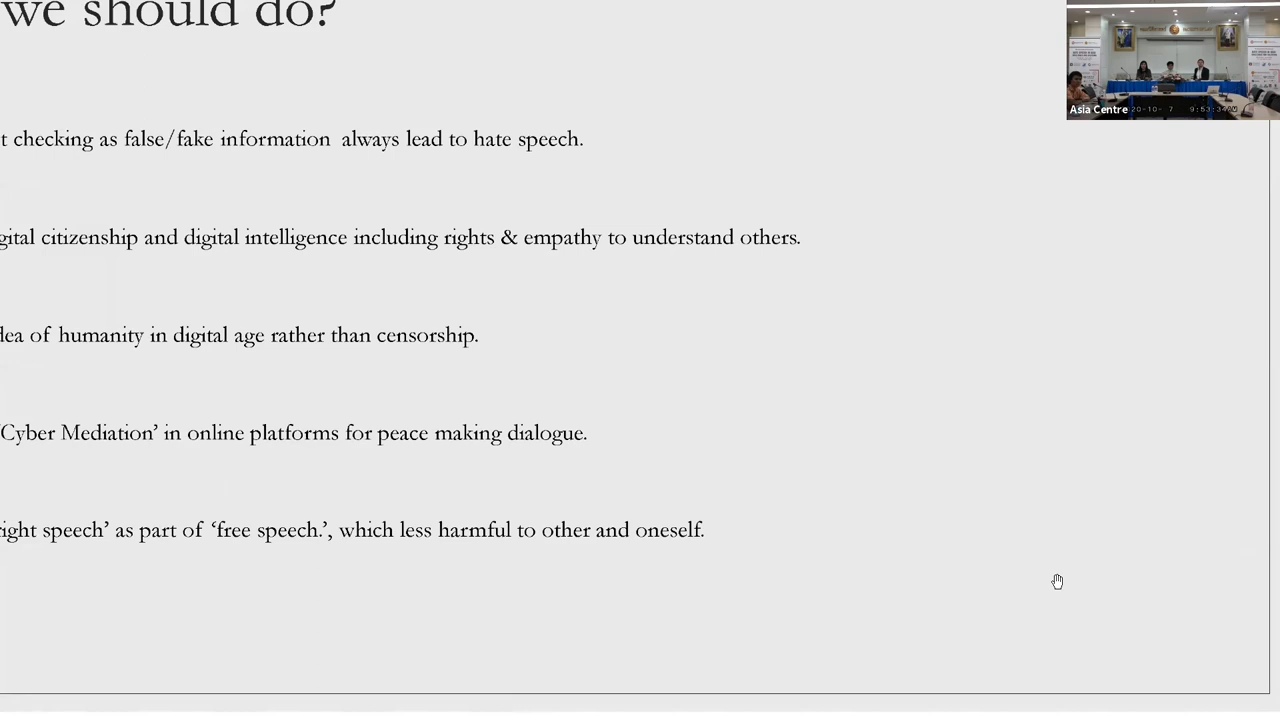 we should do?
t checking as false/fake information always lead to hate speech.
gital citizenship and digital intelligence including rights & empathy to understand others.
dea of humanity in digital age rather than censorship.
'Cyber Mediation' in online platforms for peace making dialogue.
right speech' as part of 'free speech.', which less harmful to other and oneself.
Asia Centre